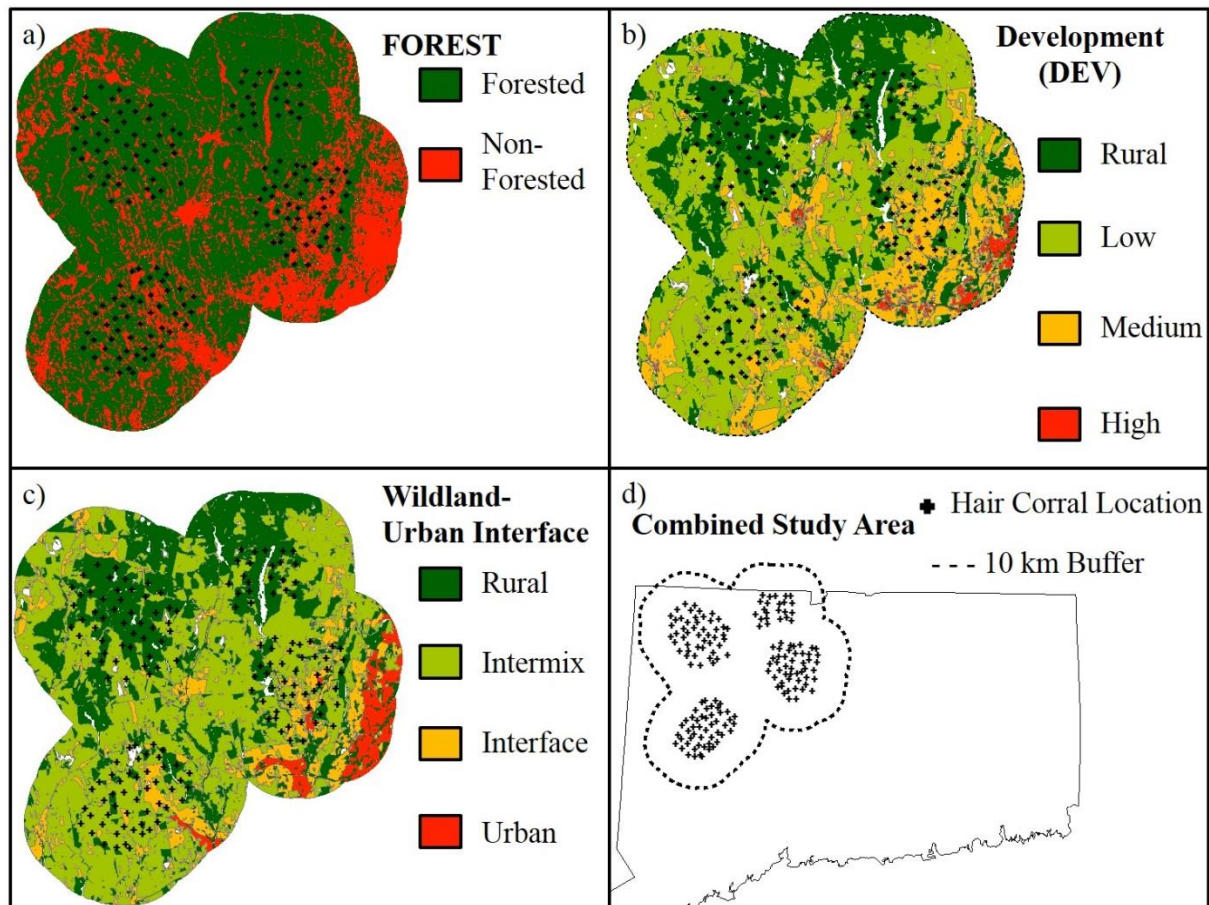 a)
FOREST
Forested
Non-
Forested
b)
Development
(DEV)
Rural
Low
Medium
High
c)
Wildland-
Urban Interface
Rural
Intermix
Interface
Urban
d)
Hair Corral Location
Combined Study Area
10 km Buffer